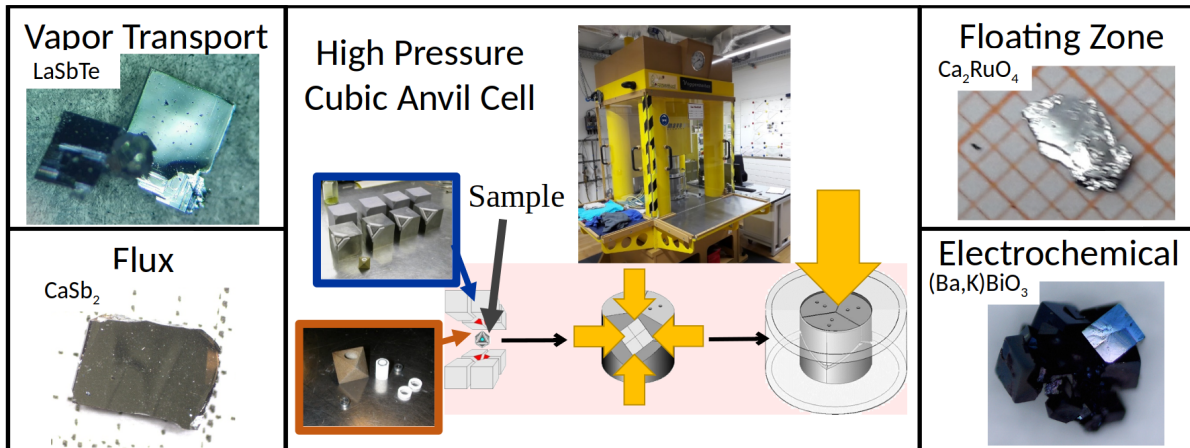 Vapor Transport
LaSbTe
Flux
CaSb₂
High Pressure
Cubic Anvil Cell
Sample
Floating Zone
Ca₂RuO₄
Electrochemical
(Ba,K)BiO₃